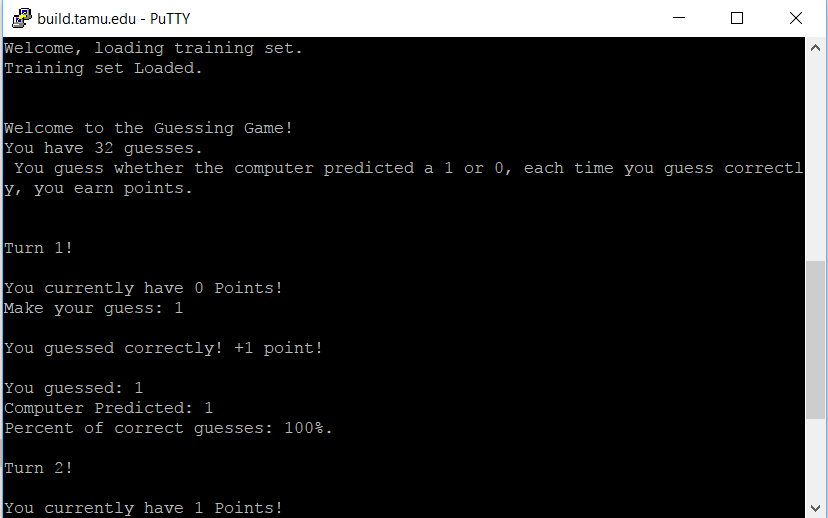 build.tamu.edu - PuTTY
Welcome, loading training set.
Training set Loaded.
Welcome to the Guessing Game!
You have 32 guesses.
You guess whether the computer predicted a 1 or 0, each time you guess correctl
y, you earn points.
Turn 1!
You currently have 0 Points!
Make your guess: 1
You guessed correctly! +1 point!
You guessed: 1
Computer Predicted: 1
Percent of correct guesses: 100%.
Turn 2!
You currently have 1 Points!